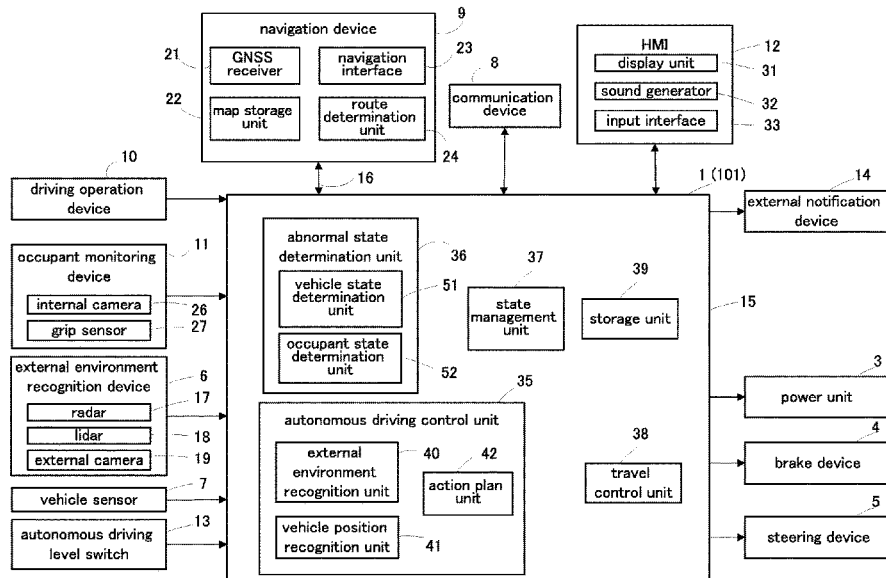 navigation device
9
21
GNSS
receiver
navigation
interface
23
22
map storage
unit
route
determination
unit
24
8
communication
device
HMI
12
display unit
31
sound generator
32
input interface
33
16
1 (101)
10
driving operation
device
11
occupant monitoring
device
internal camera
26
grip sensor
27
external environment
recognition device
6
radar
17
lidar
18
external camera
19
7
vehicle sensor
13
autonomous driving
level switch
abnormal state
determination unit
36
vehicle state
determination
unit
51
occupant state
determination
unit
52
37
state
management
unit
39
storage unit
35
autonomous driving control unit
external
environment
recognition unit
40
42
action plan
unit
vehicle position
recognition unit
41
38
travel
control unit
14
external notification
device
15
3
power unit
4
brake device
5
steering device